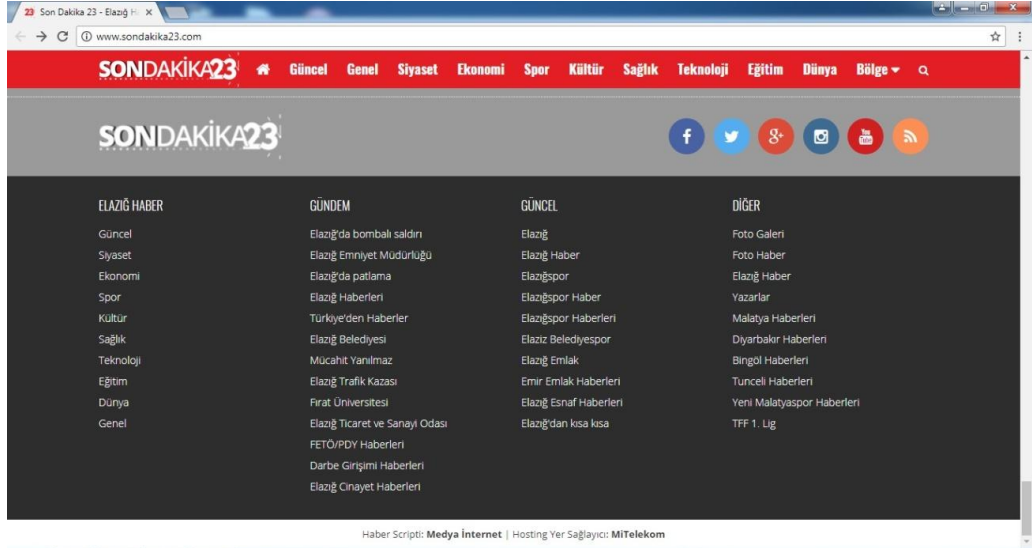 23 Son Dakika 23 - Elazığ H
www.sondakika23.com
SONDAKİKA23 Güncel Genel Siyaset Ekonomi Spor Kültür Sağlık Teknoloji Eğitim Dünya Bölge
SONDAKİKA23
f 8+ You Tube
ELAZIĞ HABER
Güncel
Siyaset
Ekonomi
Spor
Kültür
Sağlık
Teknoloji
Eğitim
Dünya
Genel
GÜNDEM
Elazığ'da bombalı saldırı
Elazığ Emniyet Müdürlüğü
Elazığ'da patlama
Elazığ Haberleri
Türkiye'den Haberler
Elazığ Belediyesi
Mücahit Yanılmaz
Elazığ Trafik Kazası
Fırat Üniversitesi
Elazığ Ticaret ve Sanayi Odası
FETÖ/PDY Haberleri
Darbe Girişimi Haberleri
Elazığ Cinayet Haberleri
GÜNCEL
Elazığ
Elazığ Haber
Elazığspor
Elazığspor Haber
Elazığspor Haberleri
Elaziz Belediyespor
Elazığ Emlak
Emir Emlak Haberleri
Elazığ Esnaf Haberleri
Elazığ'dan kısa kısa
DİĞER
Foto Galeri
Foto Haber
Elazığ Haber
Yazarlar
Malatya Haberleri
Diyarbakır Haberleri
Bingöl Haberleri
Tunceli Haberleri
Yeni Malatyaspor Haberleri
TFF 1. Lig
Haber Scripti: Medya İnternet | Hosting Yer Sağlayıcı: MiTelekom